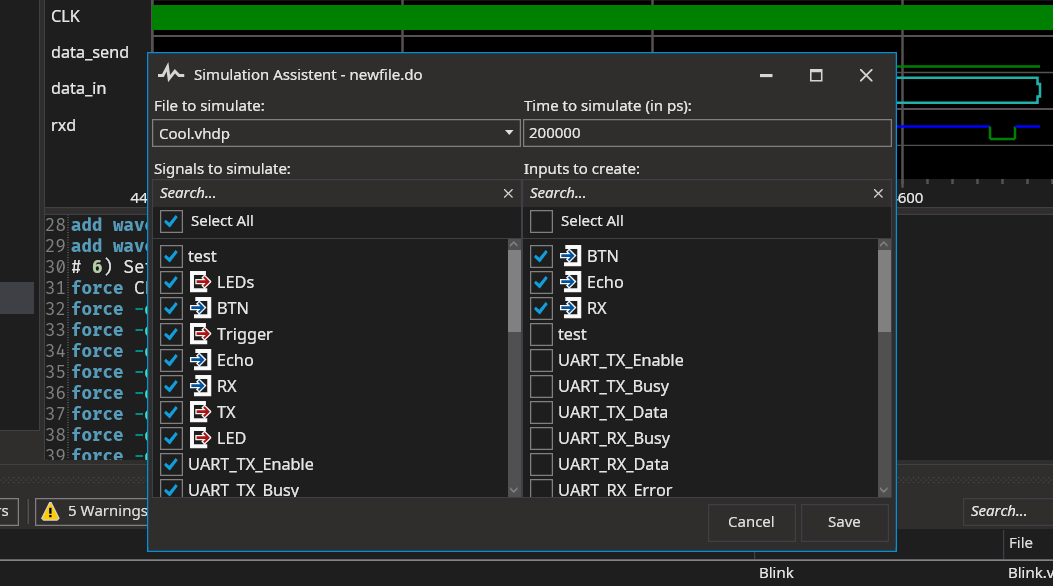 CLK
data_send
data_in
rxd
44
600
Simulation Assistent - newfile.do
File to simulate:
Time to simulate (in ps):
Cool.vhdp
200000
Signals to simulate:
Inputs to create:
Search...
Search...
Select All
Select All
test
LEDs
BTN
Trigger
Echo
RX
TX
LED
UART_TX_Enable
UART_TX_Busy
BTN
Echo
RX
test
UART_TX_Enable
UART_TX_Busy
UART_TX_Data
UART_RX_Busy
UART_RX_Data
UART_RX_Error
Cancel
Save
28 add wav
29 add wav
30 # 6) Se
31 force C
32 force -
33 force -
34 force -
35 force -
36 force -
37 force -
38 force -
39 force -
rs
5 Warnings
Search...
File
Blink
Blink.v